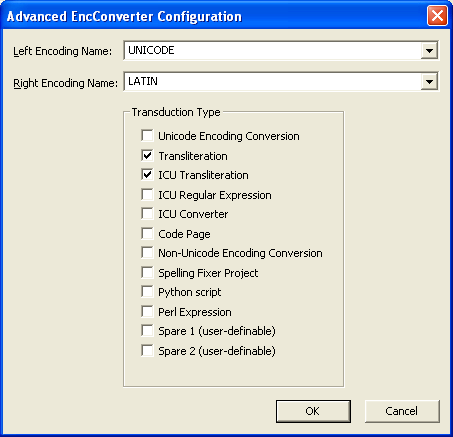 Advanced EncConverter Configuration
Left Encoding Name: UNICODE
Right Encoding Name: LATIN
Transduction Type
Unicode Encoding Conversion
Transliteration
ICU Transliteration
ICU Regular Expression
ICU Converter
Code Page
Non-Unicode Encoding Conversion
Spelling Fixer Project
Python script
Perl Expression
Spare 1 (user-definable)
Spare 2 (user-definable)
OK Cancel